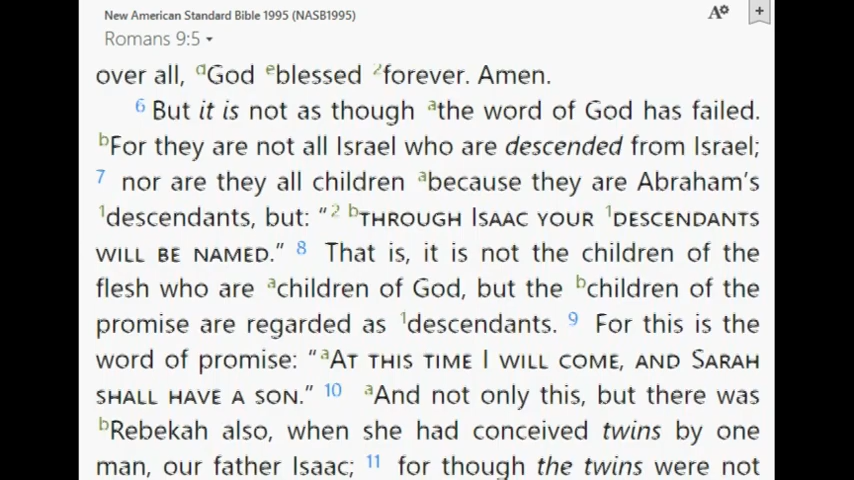 New American Standard Bible 1995 (NASB1995)
Romans 9:5
over all, dGod eblessed 2forever. Amen.
6 But it is not as though athe word of God has failed.
bFor they are not all Israel who are descended from Israel;
7 nor are they all children abecause they are Abraham's
1descendants, but: “2 bTHROUGH ISAAC YOUR 1DESCENDANTS
WILL BE NAMED.” 8 That is, it is not the children of the
flesh who are achildren of God, but the bchildren of the
promise are regarded as 1descendants. 9 For this is the
word of promise: “aAT THIS TIME I WILL COME, AND SARAH
SHALL HAVE A SON.” 10 aAnd not only this, but there was
bRebekah also, when she had conceived twins by one
man, our father Isaac; 11 for though the twins were not